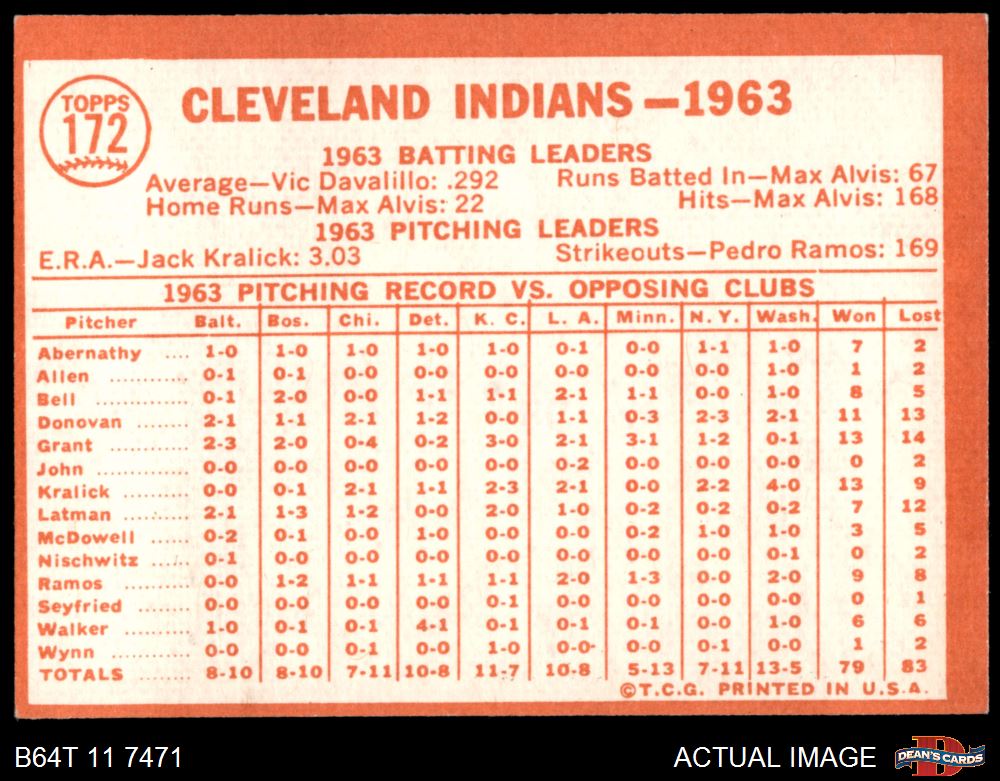 TOPPS
172
CLEVELAND INDIANS—1963
1963 BATTING LEADERS
Average—Vic Davalillo: .292 Runs Batted In—Max Alvis: 67
Home Runs—Max Alvis: 22 Hits—Max Alvis: 168
1963 PITCHING LEADERS
E.R.A.—Jack Kralick: 3.03 Strikeouts—Pedro Ramos: 169
1963 PITCHING RECORD VS. OPPOSING CLUBS
Pitcher Balt. Bos. Chi. Det. K. C. L. A. Minn. N. Y. Wash. Won Lost
Abernathy .... 1-0 1-0 1-0 1-0 1-0 0-1 0-0 1-1 1-0 7 2
Allen .......... 0-1 0-1 0-0 0-0 0-0 0-0 0-0 0-0 1-0 1 2
Bell ............ 0-1 2-0 0-0 1-1 1-1 2-1 1-1 0-0 1-0 8 5
Donovan ....... 2-1 1-1 2-1 1-2 0-0 1-1 0-3 2-3 2-1 11 13
Grant .......... 2-3 2-0 0-4 0-2 3-0 2-1 3-1 1-2 0-1 13 14
John ........... 0-0 0-0 0-0 0-0 0-0 0-2 0-0 0-0 0-0 0 2
Kralick ......... 0-0 0-1 2-1 1-1 2-3 2-1 0-0 2-2 4-0 13 9
Latman ........ 2-1 1-3 1-2 0-0 2-0 1-0 0-2 0-2 0-2 7 12
McDowell ...... 0-2 0-1 0-0 1-0 0-0 0-0 0-2 1-0 1-0 3 5
Nischwitz ...... 0-1 0-0 0-0 0-0 0-0 0-0 0-0 0-0 0-1 0 2
Ramos ......... 0-0 1-2 1-1 1-1 1-1 2-0 1-3 0-0 2-0 9 8
Seyfried ....... 0-0 0-0 0-0 0-0 0-1 0-0 0-0 0-0 0-0 0 1
Walker ......... 1-0 0-1 0-1 4-1 0-1 0-1 0-1 0-0 1-0 6 6
Wynn .......... 0-0 0-0 0-1 0-0 1-0 0-0 0-0 0-1 0-0 1 2
TOTALS ........ 8-10 8-10 7-11 10-8 11-7 10-8 5-13 7-11 13-5 79 83
©T.C.G. PRINTED IN U.S.A.
B64T 11 7471 ACTUAL IMAGE
DEAN'S CARDS